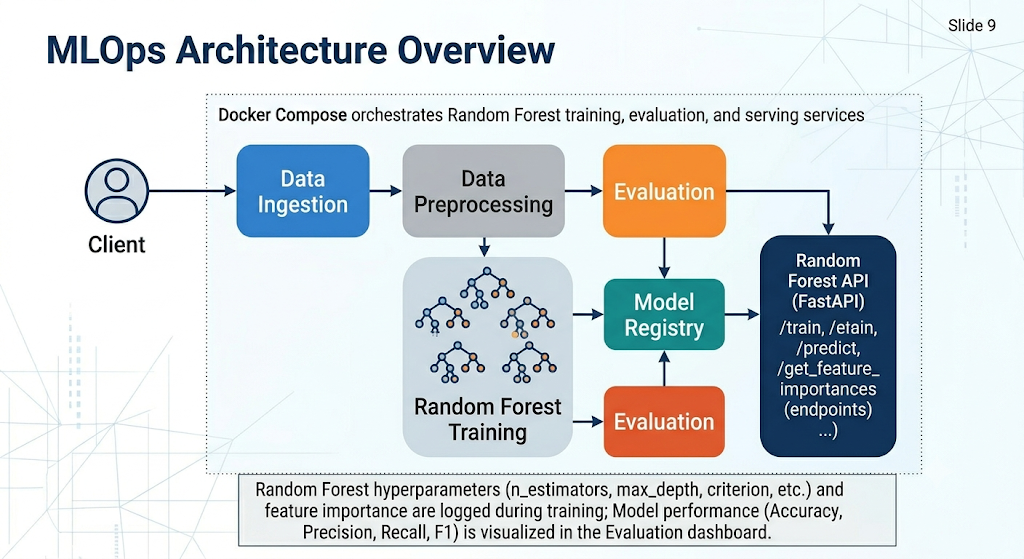 Slide 9
MLOps Architecture Overview
Docker Compose orchestrates Random Forest training, evaluation, and serving services
Client
Data
Ingestion
Data
Preprocessing
Evaluation
Random Forest
Training
Model
Registry
Evaluation
Random
Forest API
(FastAPI)
/train, /etain,
/predict,
/get_feature_
importances
(endpoints)
...)
Random Forest hyperparameters (n_estimators, max_depth, criterion, etc.) and
feature importance are logged during training; Model performance (Accuracy,
Precision, Recall, F1) is visualized in the Evaluation dashboard.